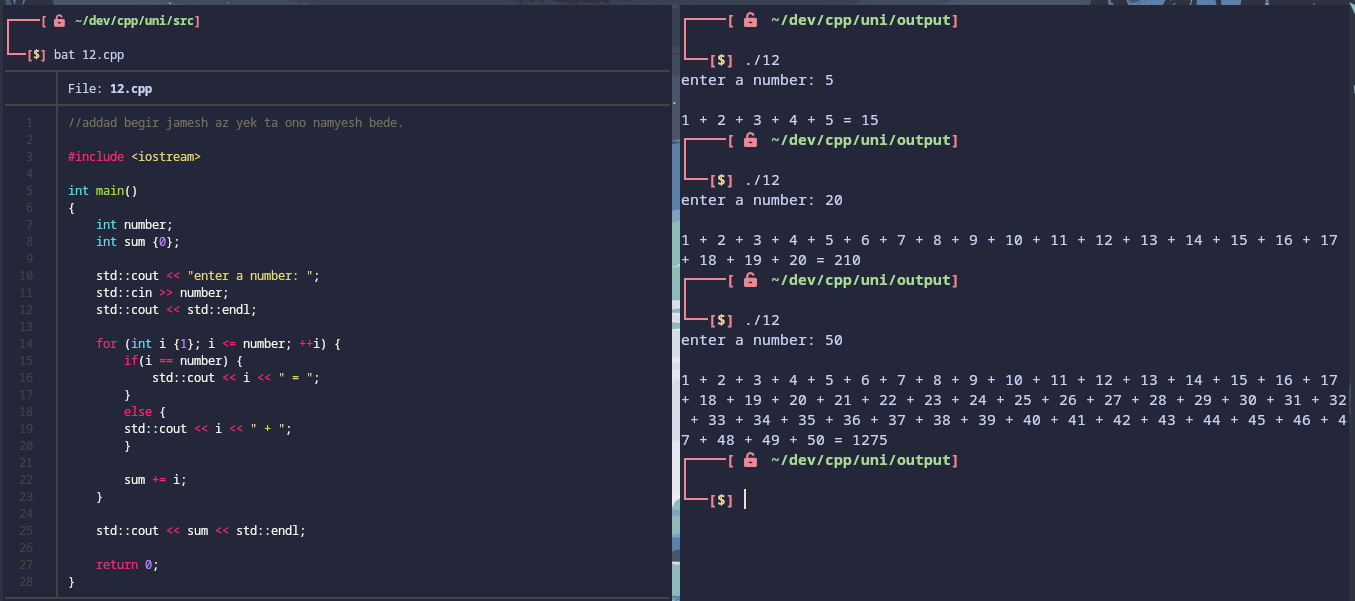 [ ~/dev/cpp/uni/src]
[$] bat 12.cpp
File: 12.cpp
1 //addad begir jamesh az yek ta ono namyesh bede.
2
3 #include <iostream>
4
5 int main()
6 {
7     int number;
8     int sum {0};
9
10     std::cout << "enter a number: ";
11     std::cin >> number;
12     std::cout << std::endl;
13
14     for (int i {1}; i <= number; ++i) {
15         if(i == number) {
16             std::cout << i << " = ";
17         }
18         else {
19         std::cout << i << " + ";
20         }
21
22         sum += i;
23     }
24
25     std::cout << sum << std::endl;
26
27     return 0;
28 }
[ ~/dev/cpp/uni/output]
[$] ./12
enter a number: 5
1 + 2 + 3 + 4 + 5 = 15
[ ~/dev/cpp/uni/output]
[$] ./12
enter a number: 20
1 + 2 + 3 + 4 + 5 + 6 + 7 + 8 + 9 + 10 + 11 + 12 + 13 + 14 + 15 + 16 + 17
+ 18 + 19 + 20 = 210
[ ~/dev/cpp/uni/output]
[$] ./12
enter a number: 50
1 + 2 + 3 + 4 + 5 + 6 + 7 + 8 + 9 + 10 + 11 + 12 + 13 + 14 + 15 + 16 + 17
+ 18 + 19 + 20 + 21 + 22 + 23 + 24 + 25 + 26 + 27 + 28 + 29 + 30 + 31 + 32
+ 33 + 34 + 35 + 36 + 37 + 38 + 39 + 40 + 41 + 42 + 43 + 44 + 45 + 46 + 4
7 + 48 + 49 + 50 = 1275
[ ~/dev/cpp/uni/output]
[$]